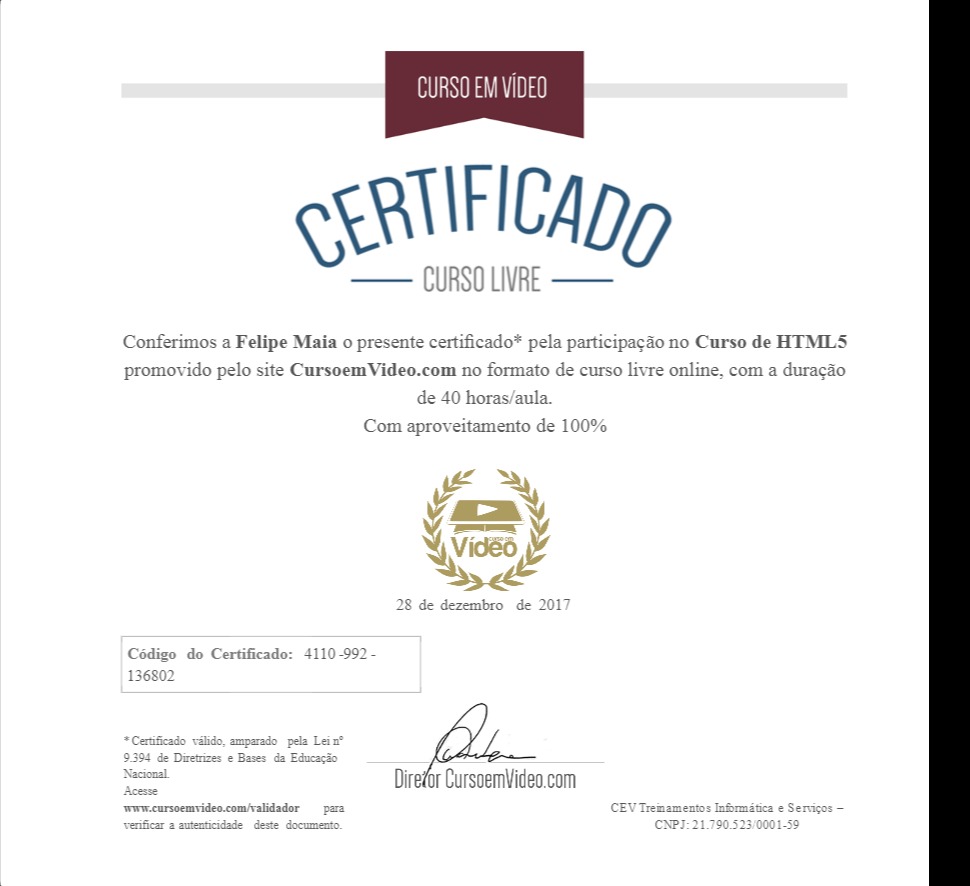 CURSO EM VÍDEO
CERTIFICADO
CURSO LIVRE
Conferimos a Felipe Maia o presente certificado* pela participação no Curso de HTML5
promovido pelo site CursoemVideo.com no formato de curso livre online, com a duração
de 40 horas/aula.
Com aproveitamento de 100%
curso em
Vídeo
28 de dezembro de 2017
Código do Certificado: 4110-992-
136802
*Certificado válido, amparado pela Lei nº
9.394 de Diretrizes e Bases da Educação
Nacional.
Acesse
www.cursoemvideo.com/validador para
verificar a autenticidade deste documento.
Diretor CursoemVideo.com
CEV Treinamentos Informática e Serviços –
CNPJ: 21.790.523/0001-59